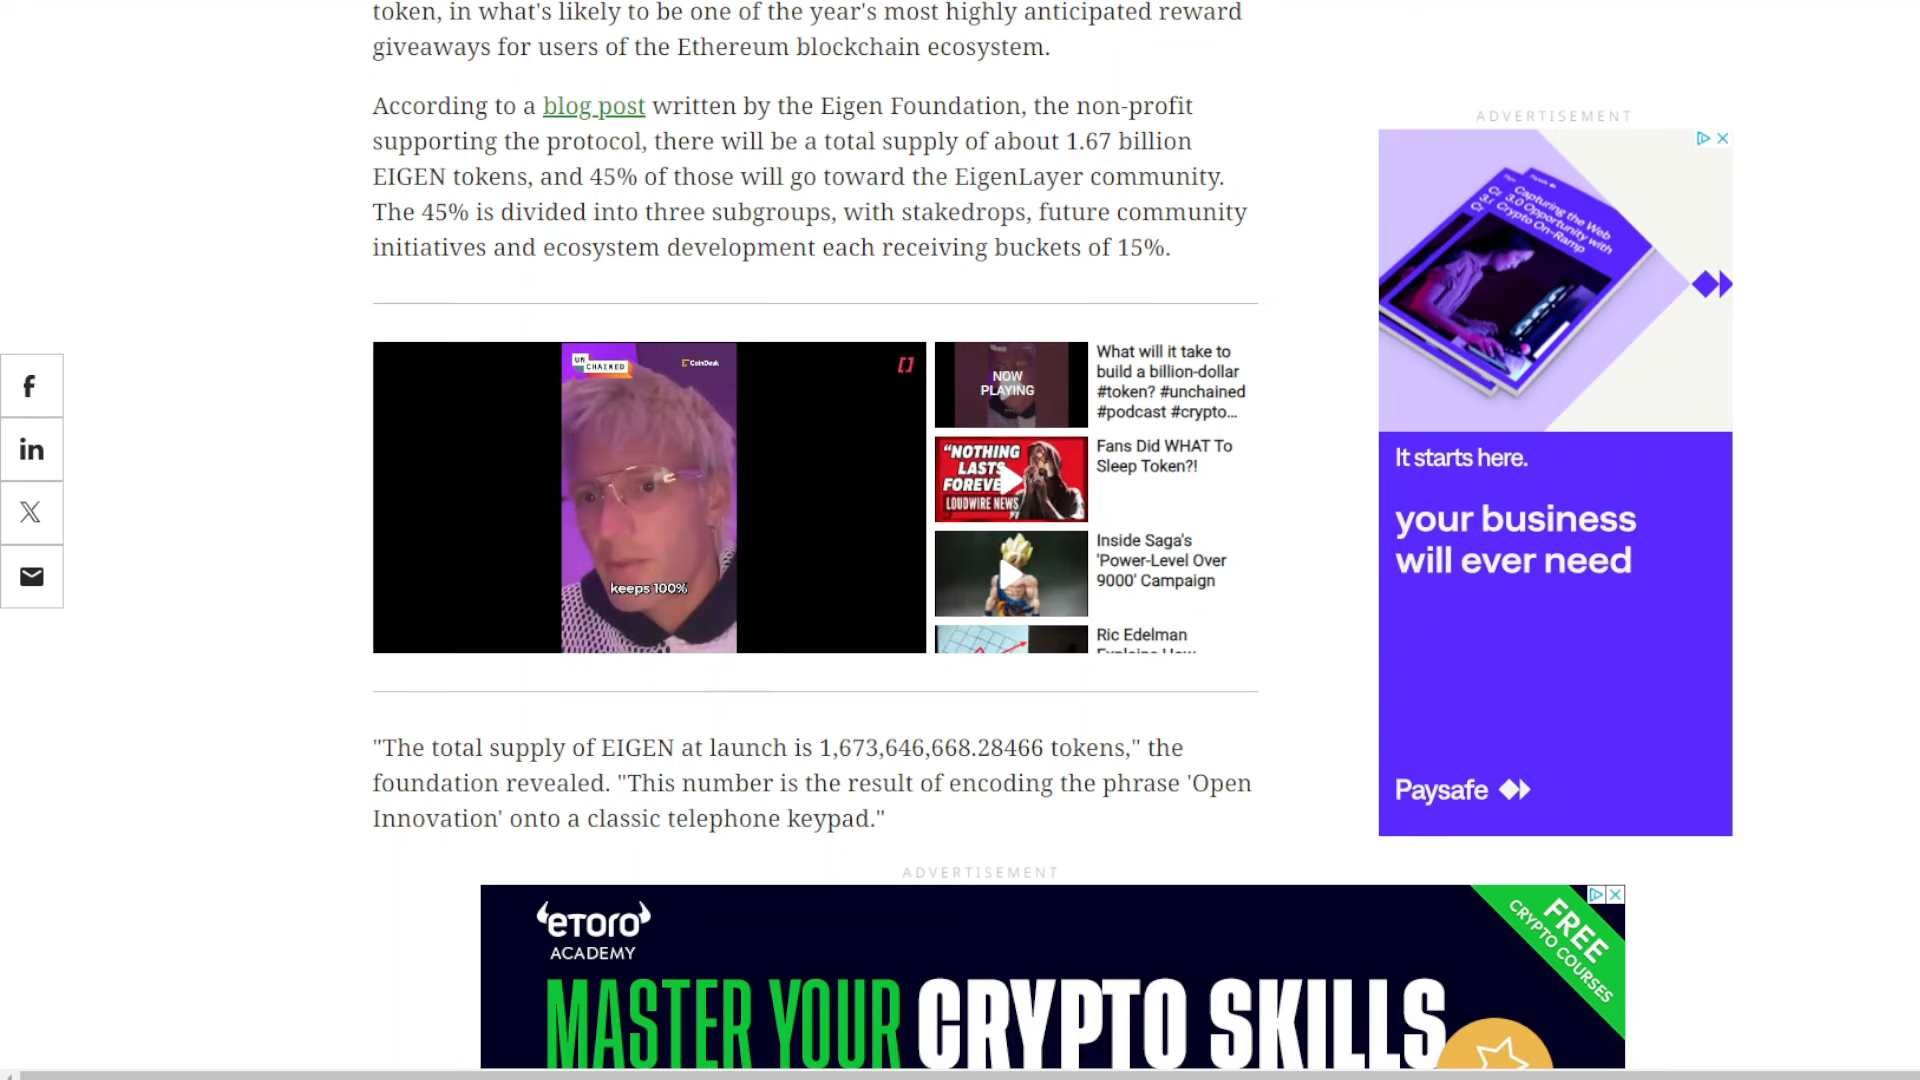 token, in what's likely to be one of the year's most highly anticipated reward
giveaways for users of the Ethereum blockchain ecosystem.
According to a blog post written by the Eigen Foundation, the non-profit
supporting the protocol, there will be a total supply of about 1.67 billion
EIGEN tokens, and 45% of those will go toward the EigenLayer community.
The 45% is divided into three subgroups, with stakedrops, future community
initiatives and ecosystem development each receiving buckets of 15%.
UN
CHAINED
CoinDesk
keeps 100%
NOW
PLAYING
What will it take to
build a billion-dollar
#token? #unchained
#podcast #crypto...
"NOTHING
LASTS
FOREVE
LOUDWIRE NEWS
Fans Did WHAT To
Sleep Token?!
Inside Saga's
'Power-Level Over
9000' Campaign
Ric Edelman
Explains How
"The total supply of EIGEN at launch is 1,673,646,668.28466 tokens," the
foundation revealed. "This number is the result of encoding the phrase 'Open
Innovation' onto a classic telephone keypad."
ADVERTISEMENT
Capturing the Web
3.0 Opportunity with
Crypto On-Ramp
It starts here.
your business
will ever need
Paysafe
ADVERTISEMENT
eToro
ACADEMY
FREE
CRYPTO COURSES
MASTER YOUR CRYPTO SKILLS